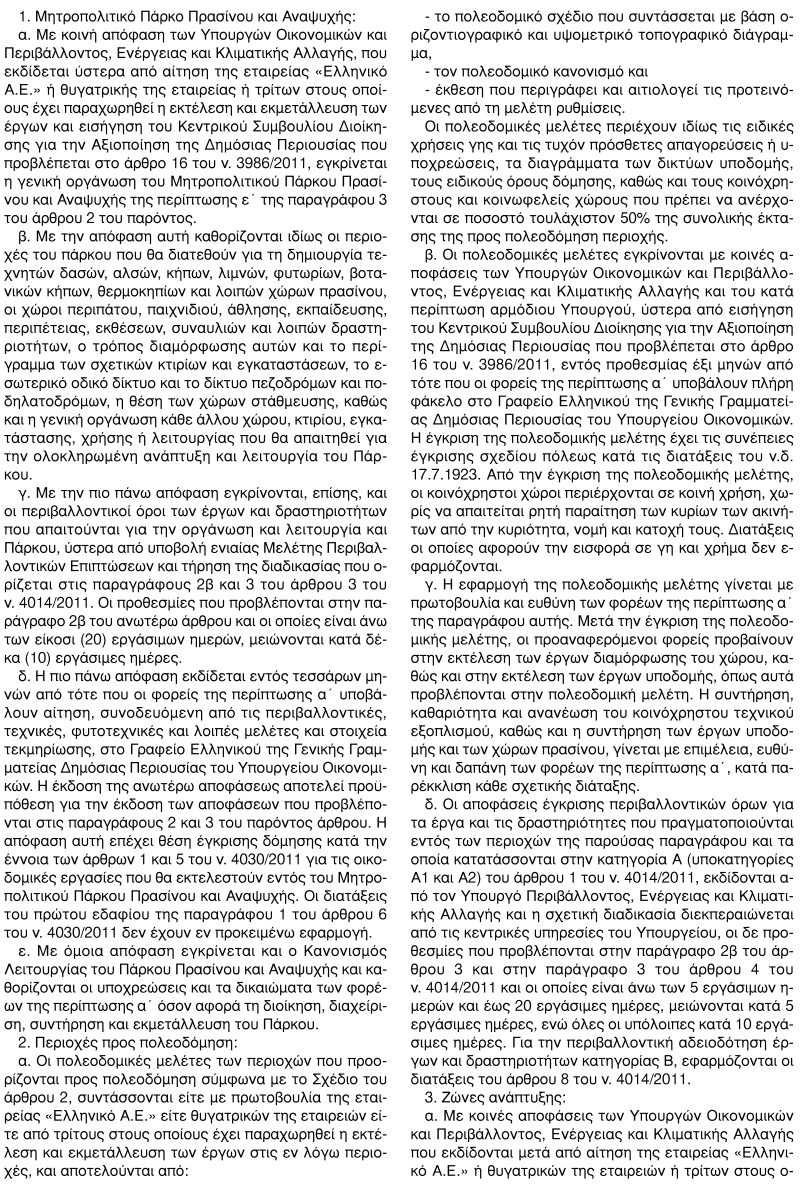 1. Μητροπολιτικό Πάρκο Πρασίνου και Αναψυχής:
α. Με κοινή απόφαση των Υπουργών Οικονομικών και
Περιβάλλοντος, Ενέργειας και Κλιματικής Αλλαγής, που
εκδίδεται ύστερα από αίτηση της εταιρείας «Ελληνικό
Α.Ε.» ή θυγατρικής της εταιρείας ή τρίτων στους οποί-
ους έχει παραχωρηθεί η εκτέλεση και εκμετάλλευση των
έργων και εισήγηση του Κεντρικού Συμβουλίου Διοίκη-
σης για την Αξιοποίηση της Δημόσιας Περιουσίας που
προβλέπεται στο άρθρο 16 του ν. 3986/2011, εγκρίνεται
η γενική οργάνωση του Μητροπολιτικού Πάρκου Πρασί-
νου και Αναψυχής της περίπτωσης ε΄ της παραγράφου 3
του άρθρου 2 του παρόντος.
β. Με την απόφαση αυτή καθορίζονται ιδίως οι περιο-
χές του πάρκου που θα διατεθούν για τη δημιουργία τε-
χνητών δασών, αλσών, κήπων, λιμνών, φυτωρίων, βοτα-
νικών κήπων, θερμοκηπίων και λοιπών χώρων πρασίνου,
οι χώροι περιπάτου, παιχνιδιού, άθλησης, εκπαίδευσης,
περιπέτειας, εκθέσεων, συναυλιών και λοιπών δραστη-
ριοτήτων, ο τρόπος διαμόρφωσης αυτών και το περί-
γραμμα των σχετικών κτιρίων και εγκαταστάσεων, το ε-
σωτερικό οδικό δίκτυο και το δίκτυο πεζοδρόμων και πο-
δηλατοδρόμων, η θέση των χώρων στάθμευσης, καθώς
και η γενική οργάνωση κάθε άλλου χώρου, κτιρίου, εγκα-
τάστασης, χρήσης ή λειτουργίας που θα απαιτηθεί για
την ολοκληρωμένη ανάπτυξη και λειτουργία του Πάρ-
κου.
γ. Με την πιο πάνω απόφαση εγκρίνονται, επίσης, και
οι περιβαλλοντικοί όροι των έργων και δραστηριοτήτων
που απαιτούνται για την οργάνωση και λειτουργία και
Πάρκου, ύστερα από υποβολή ενιαίας Μελέτης Περιβαλ-
λοντικών Επιπτώσεων και τήρηση της διαδικασίας που ο-
ρίζεται στις παραγράφους 2β και 3 του άρθρου 3 του
ν. 4014/2011. Οι προθεσμίες που προβλέπονται στην πα-
ράγραφο 2β του ανωτέρω άρθρου και οι οποίες είναι άνω
των είκοσι (20) εργάσιμων ημερών, μειώνονται κατά δέ-
κα (10) εργάσιμες ημέρες.
δ. Η πιο πάνω απόφαση εκδίδεται εντός τεσσάρων μη-
νών από τότε που οι φορείς της περίπτωσης α΄ υποβά-
λουν αίτηση, συνοδευόμενη από τις περιβαλλοντικές,
τεχνικές, φυτοτεχνικές και λοιπές μελέτες και στοιχεία
τεκμηρίωσης, στο Γραφείο Ελληνικού της Γενικής Γραμ-
ματείας Δημόσιας Περιουσίας του Υπουργείου Οικονομι-
κών. Η έκδοση της ανωτέρω αποφάσεως αποτελεί προϋ-
πόθεση για την έκδοση των αποφάσεων που προβλέπο-
νται στις παραγράφους 2 και 3 του παρόντος άρθρου. Η
απόφαση αυτή επέχει θέση έγκρισης δόμησης κατά την
έννοια των άρθρων 1 και 5 του ν. 4030/2011 για τις οικο-
δομικές εργασίες που θα εκτελεστούν εντός του Μητρο-
πολιτικού Πάρκου Πρασίνου και Αναψυχής. Οι διατάξεις
του πρώτου εδαφίου της παραγράφου 1 του άρθρου 6
του ν. 4030/2011 δεν έχουν εν προκειμένω εφαρμογή.
ε. Με όμοια απόφαση εγκρίνεται και ο Κανονισμός
Λειτουργίας του Πάρκου Πρασίνου και Αναψυχής και κα-
θορίζονται οι υποχρεώσεις και τα δικαιώματα των φορέ-
ων της περίπτωσης α΄ όσον αφορά τη διοίκηση, διαχείρι-
ση, συντήρηση και εκμετάλλευση του Πάρκου.
2. Περιοχές προς πολεοδόμηση:
α. Οι πολεοδομικές μελέτες των περιοχών που προο-
ρίζονται προς πολεοδόμηση σύμφωνα με το Σχέδιο του
άρθρου 2, συντάσσονται είτε με πρωτοβουλία της εται-
ρείας «Ελληνικό Α.Ε.» είτε θυγατρικών της εταιρειών εί-
τε από τρίτους στους οποίους έχει παραχωρηθεί η εκτέ-
λεση και εκμετάλλευση των έργων στις εν λόγω περιο-
χές, και αποτελούνται από:
- το πολεοδομικό σχέδιο που συντάσσεται με βάση ο-
ριζοντιογραφικό και υψομετρικό τοπογραφικό διάγραμ-
μα,
- τον πολεοδομικό κανονισμό και
- έκθεση που περιγράφει και αιτιολογεί τις προτεινό-
μενες από τη μελέτη ρυθμίσεις.
Οι πολεοδομικές μελέτες περιέχουν ιδίως τις ειδικές
χρήσεις γης και τις τυχόν πρόσθετες απαγορεύσεις ή υ-
ποχρεώσεις, τα διαγράμματα των δικτύων υποδομής,
τους ειδικούς όρους δόμησης, καθώς και τους κοινόχρη-
στους και κοινωφελείς χώρους που πρέπει να ανέρχο-
νται σε ποσοστό τουλάχιστον 50% της συνολικής έκτα-
σης της προς πολεοδόμηση περιοχής.
β. Οι πολεοδομικές μελέτες εγκρίνονται με κοινές α-
ποφάσεις των Υπουργών Οικονομικών και Περιβάλλο-
ντος, Ενέργειας και Κλιματικής Αλλαγής και του κατά
περίπτωση αρμόδιου Υπουργού, ύστερα από εισήγηση
του Κεντρικού Συμβουλίου Διοίκησης για την Αξιοποίηση
της Δημόσιας Περιουσίας που προβλέπεται στο άρθρο
16 του ν. 3986/2011, εντός προθεσμίας έξι μηνών από
τότε που οι φορείς της περίπτωσης α΄ υποβάλουν πλήρη
φάκελο στο Γραφείο Ελληνικού της Γενικής Γραμματεί-
ας Δημόσιας Περιουσίας του Υπουργείου Οικονομικών.
Η έγκριση της πολεοδομικής μελέτης έχει τις συνέπειες
έγκρισης σχεδίου πόλεως κατά τις διατάξεις του ν.δ.
17.7.1923. Από την έγκριση της πολεοδομικής μελέτης,
οι κοινόχρηστοι χώροι περιέρχονται σε κοινή χρήση, χω-
ρίς να απαιτείται ρητή παραίτηση των κυρίων των ακινή-
των από την κυριότητα, νομή και κατοχή τους. Διατάξεις
οι οποίες αφορούν την εισφορά σε γη και χρήμα δεν ε-
φαρμόζονται.
γ. Η εφαρμογή της πολεοδομικής μελέτης γίνεται με
πρωτοβουλία και ευθύνη των φορέων της περίπτωσης α΄
της παραγράφου αυτής. Μετά την έγκριση της πολεοδο-
μικής μελέτης, οι προαναφερόμενοι φορείς προβαίνουν
στην εκτέλεση των έργων διαμόρφωσης του χώρου, κα-
θώς και στην εκτέλεση των έργων υποδομής, όπως αυτά
προβλέπονται στην πολεοδομική μελέτη. Η συντήρηση,
καθαριότητα και ανανέωση του κοινόχρηστου τεχνικού
εξοπλισμού, καθώς και η συντήρηση των έργων υποδο-
μής και των χώρων πρασίνου, γίνεται με επιμέλεια, ευθύ-
νη και δαπάνη των φορέων της περίπτωσης α΄, κατά πα-
ρέκκλιση κάθε σχετικής διάταξης.
δ. Οι αποφάσεις έγκρισης περιβαλλοντικών όρων για
τα έργα και τις δραστηριότητες που πραγματοποιούνται
εντός των περιοχών της παρούσας παραγράφου και τα
οποία κατατάσσονται στην κατηγορία Α (υποκατηγορίες
Α1 και Α2) του άρθρου 1 του ν. 4014/2011, εκδίδονται α-
πό τον Υπουργό Περιβάλλοντος, Ενέργειας και Κλιματι-
κής Αλλαγής και η σχετική διαδικασία διεκπεραιώνεται
από τις κεντρικές υπηρεσίες του Υπουργείου, οι δε προ-
θεσμίες που προβλέπονται στην παράγραφο 2β του άρ-
θρου 3 και στην παράγραφο 3 του άρθρου 4 του
ν. 4014/2011 και οι οποίες είναι άνω των 5 εργάσιμων η-
μερών και έως 20 εργάσιμες ημέρες, μειώνονται κατά 5
εργάσιμες ημέρες, ενώ όλες οι υπόλοιπες κατά 10 εργά-
σιμες ημέρες. Για την περιβαλλοντική αδειοδότηση έρ-
γων και δραστηριοτήτων κατηγορίας Β, εφαρμόζονται οι
διατάξεις του άρθρου 8 του ν. 4014/2011.
3. Ζώνες ανάπτυξης:
α. Με κοινές αποφάσεις των Υπουργών Οικονομικών
και Περιβάλλοντος, Ενέργειας και Κλιματικής Αλλαγής
που εκδίδονται μετά από αίτηση της εταιρείας «Ελληνι-
κό Α.Ε.» ή θυγατρικών της εταιρειών ή τρίτων στους ο-